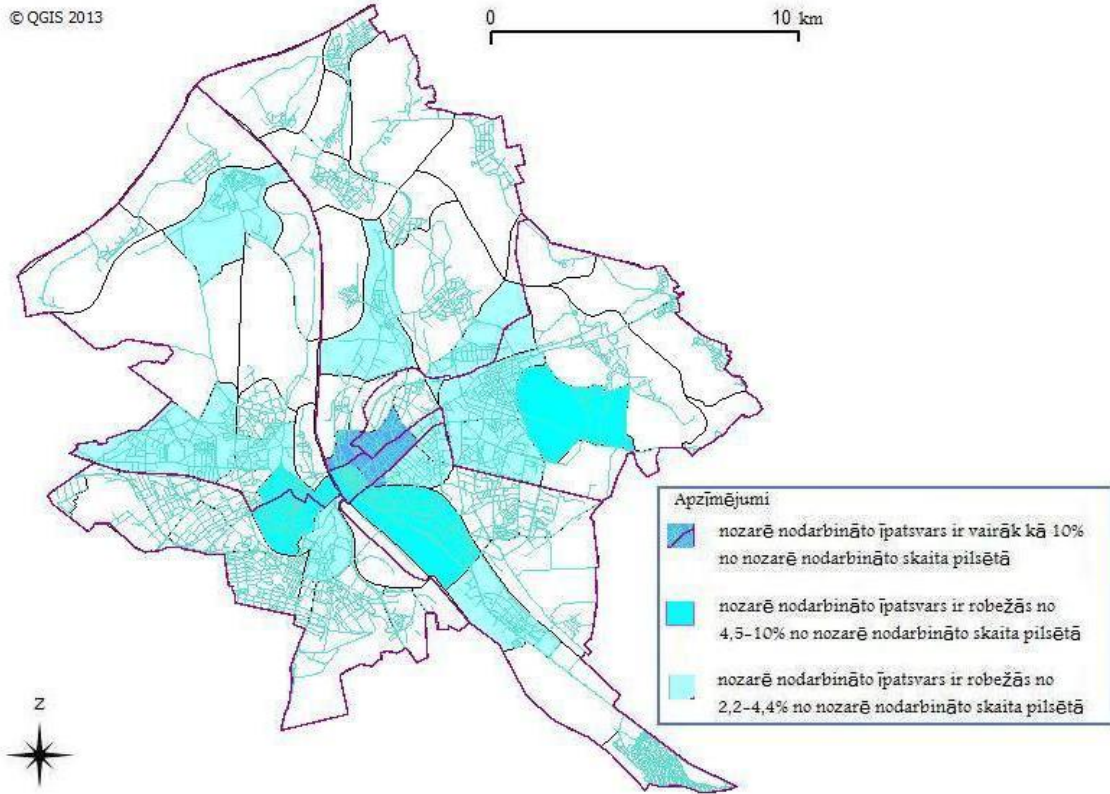 © QGIS 2013
0 10 km
Apzīmējumi
nozarē nodarbināto īpatsvars ir vairāk kā 10%
no nozarē nodarbināto skaita pilsētā
nozarē nodarbināto īpatsvars ir robežās no
4,5-10% no nozarē nodarbināto skaita pilsētā
nozarē nodarbināto īpatsvars ir robežās no
2,2-4,4% no nozarē nodarbināto skaita pilsētā
Z